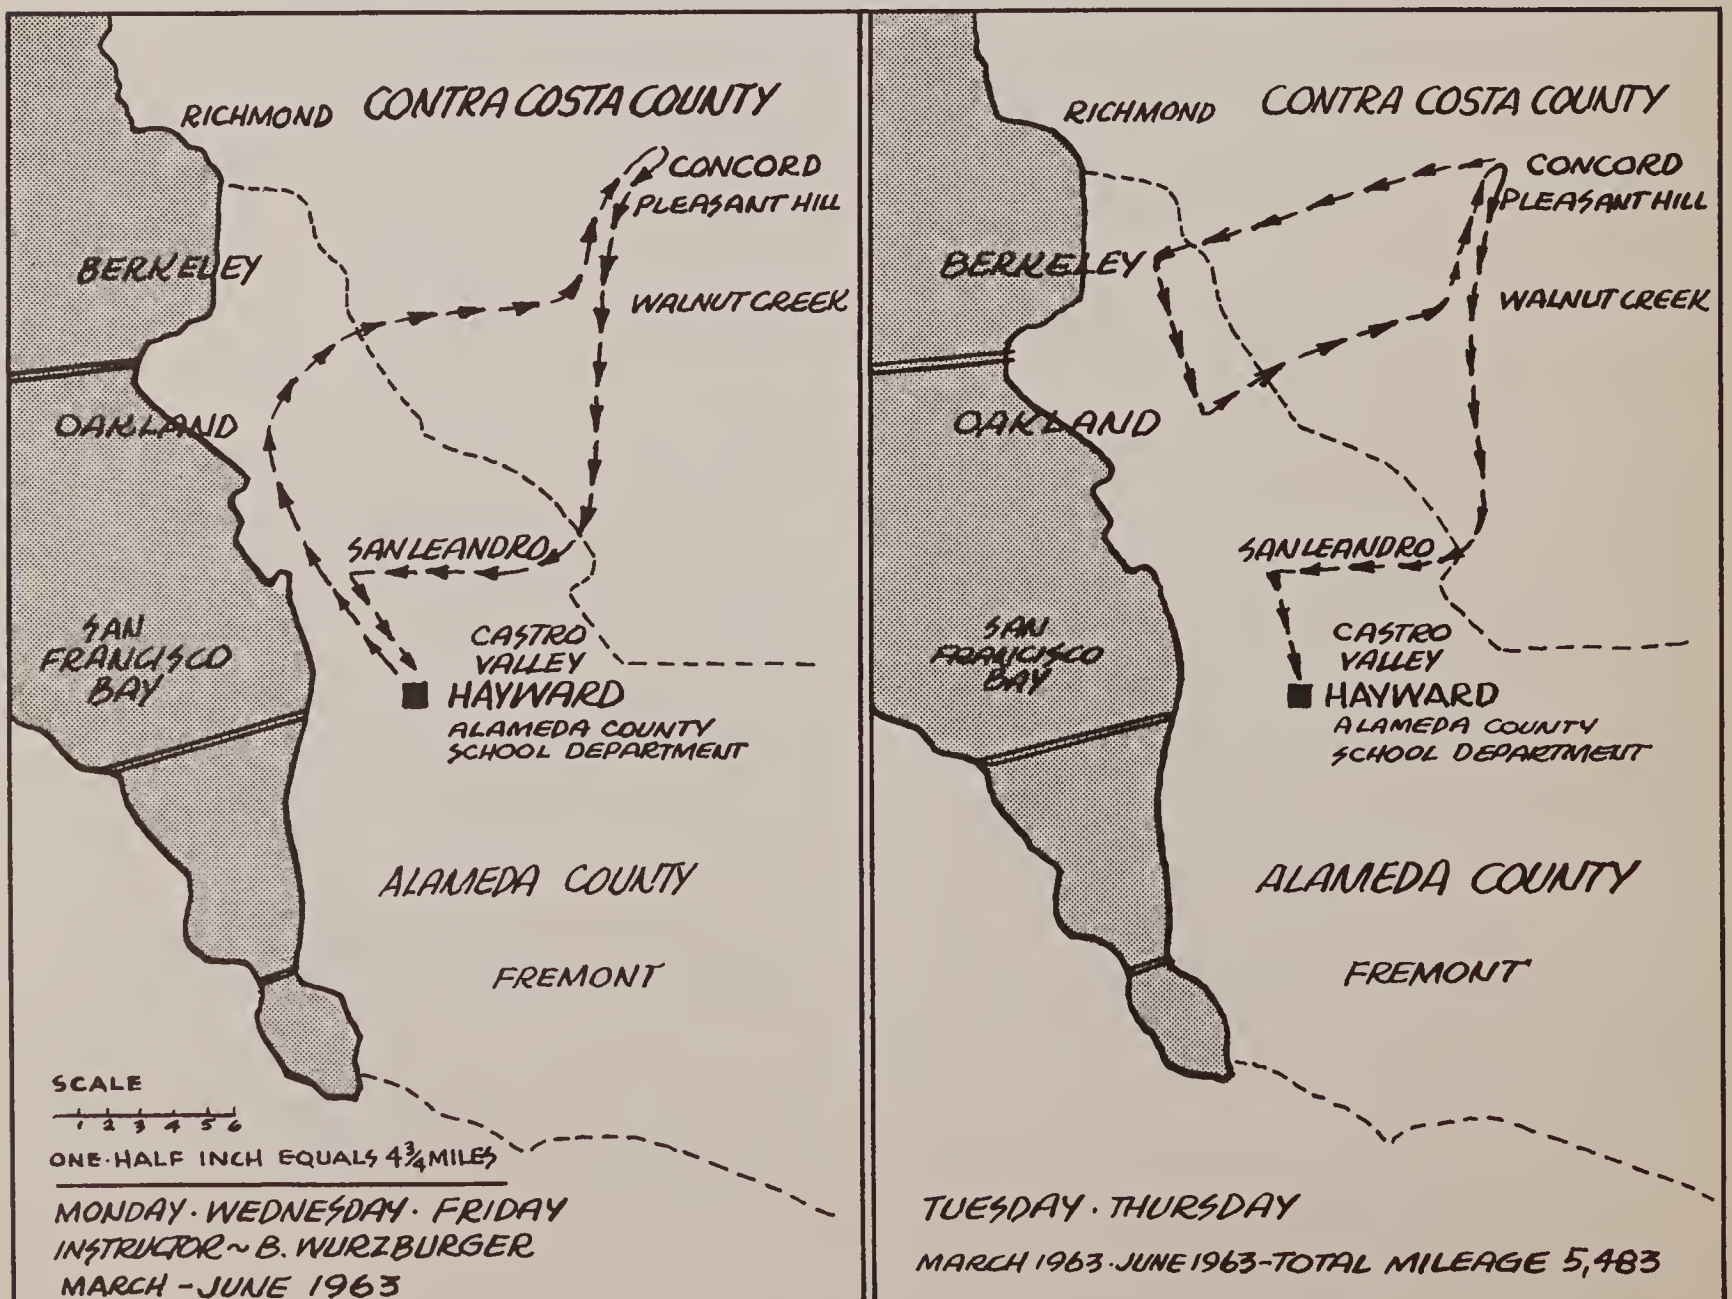 RICHMOND CONTRA COSTA COUNTY
CONCORD
PLEASANT HILL
BERKELEY
WALNUT CREEK
OAKLAND
SAN LEANDRO
SAN
FRANCISCO
BAY
CASTRO
VALLEY
HAYWARD
ALAMEDA COUNTY
SCHOOL DEPARTMENT
ALAMEDA COUNTY
FREMONT
SCALE
1 2 3 4 5 6
ONE-HALF INCH EQUALS 4 3/4 MILES
MONDAY · WEDNESDAY · FRIDAY
INSTRUCTOR ~ B. WURZBURGER
MARCH - JUNE 1963
RICHMOND CONTRA COSTA COUNTY
CONCORD
PLEASANT HILL
BERKELEY
WALNUT CREEK
OAKLAND
SAN LEANDRO
SAN
FRANCISCO
BAY
CASTRO
VALLEY
HAYWARD
ALAMEDA COUNTY
SCHOOL DEPARTMENT
ALAMEDA COUNTY
FREMONT
TUESDAY · THURSDAY
MARCH 1963 · JUNE 1963 - TOTAL MILEAGE 5,483